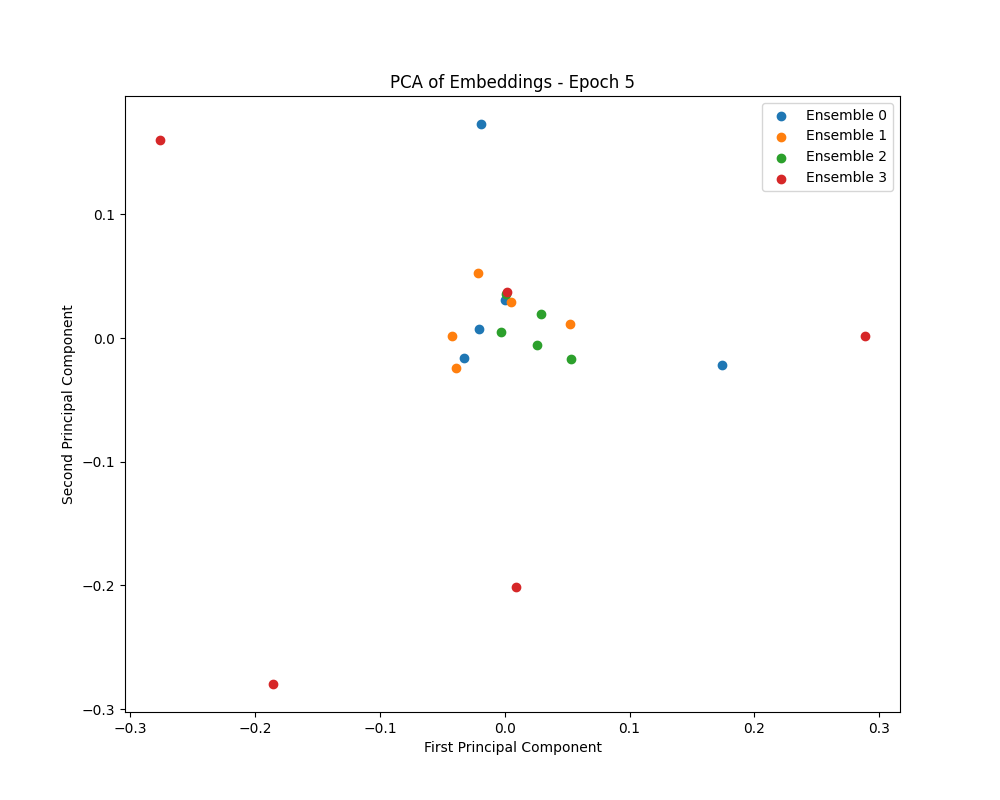 PCA of Embeddings - Epoch 5
Ensemble 0
Ensemble 1
Ensemble 2
Ensemble 3
0.1
0.0
−0.1
−0.2
−0.3
Second Principal Component
−0.3
−0.2
−0.1
0.0
0.1
0.2
0.3
First Principal Component